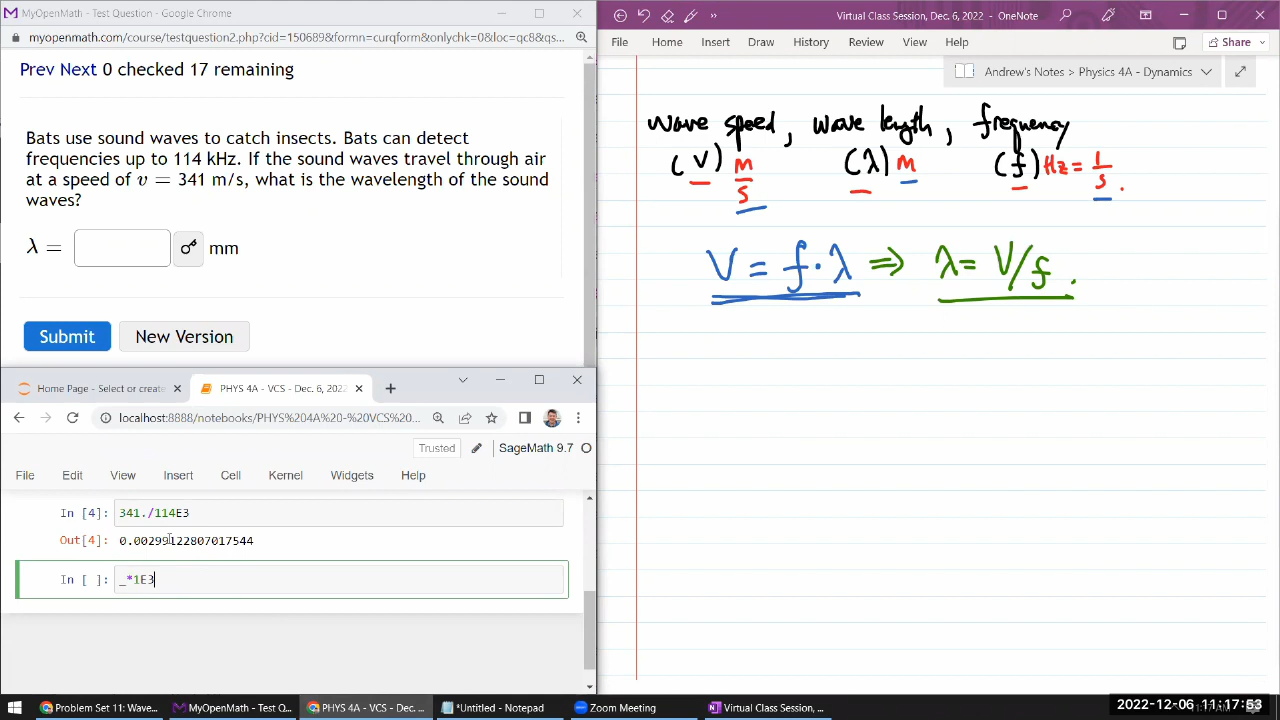 MyOpenMath - Test Question - Google Chrome
myopenmath.com/course/testquestion2.php?cid=150689&formn=curqform&onlychk=0&loc=qc8&qs...
Prev Next 0 checked 17 remaining
Bats use sound waves to catch insects. Bats can detect
frequencies up to 114 kHz. If the sound waves travel through air
at a speed of v = 341 m/s, what is the wavelength of the sound
waves?
λ = mm
Submit New Version
Home Page - Select or create
PHYS 4A - VCS - Dec. 6, 2022
localhost:8888/notebooks/PHYS%204A%20-%20VCS%20...
Trusted SageMath 9.7
File Edit View Insert Cell Kernel Widgets Help
In [4]: 341./114E3
Out[4]: 0.00299122807017544
In [ ]: _*1E3
Virtual Class Session, Dec. 6, 2022 - OneNote
File Home Insert Draw History Review View Help Share
Andrew's Notes > Physics 4A - Dynamics
wave speed, wave length, frequency
(v) m/s (λ) m (f) Hz = 1/s.
V = f · λ ⇒ λ = V/f.
Problem Set 11: Wave... MyOpenMath - Test Q... PHYS 4A - VCS - Dec. ... *Untitled - Notepad Zoom Meeting Virtual Class Session, ...
2022-12-06 11:17:53